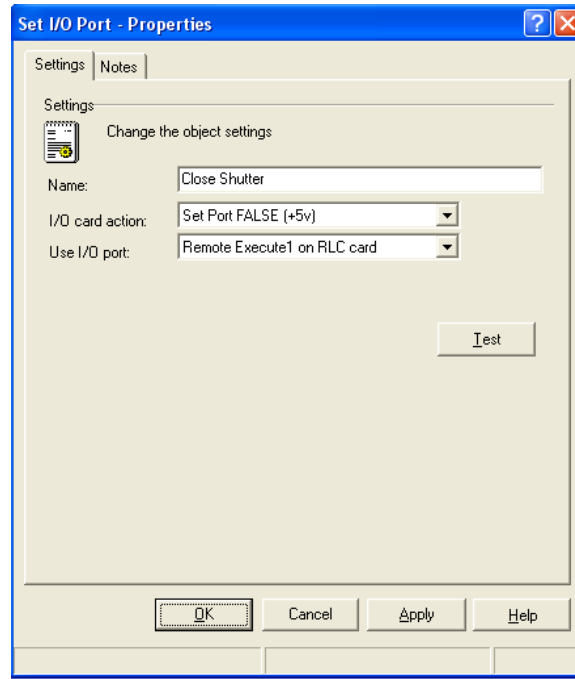 Set I/O Port - Properties
Settings Notes
Settings
Change the object settings
Name: Close Shutter
I/O card action: Set Port FALSE (+5v)
Use I/O port: Remote Execute1 on RLC card
Test
OK Cancel Apply Help